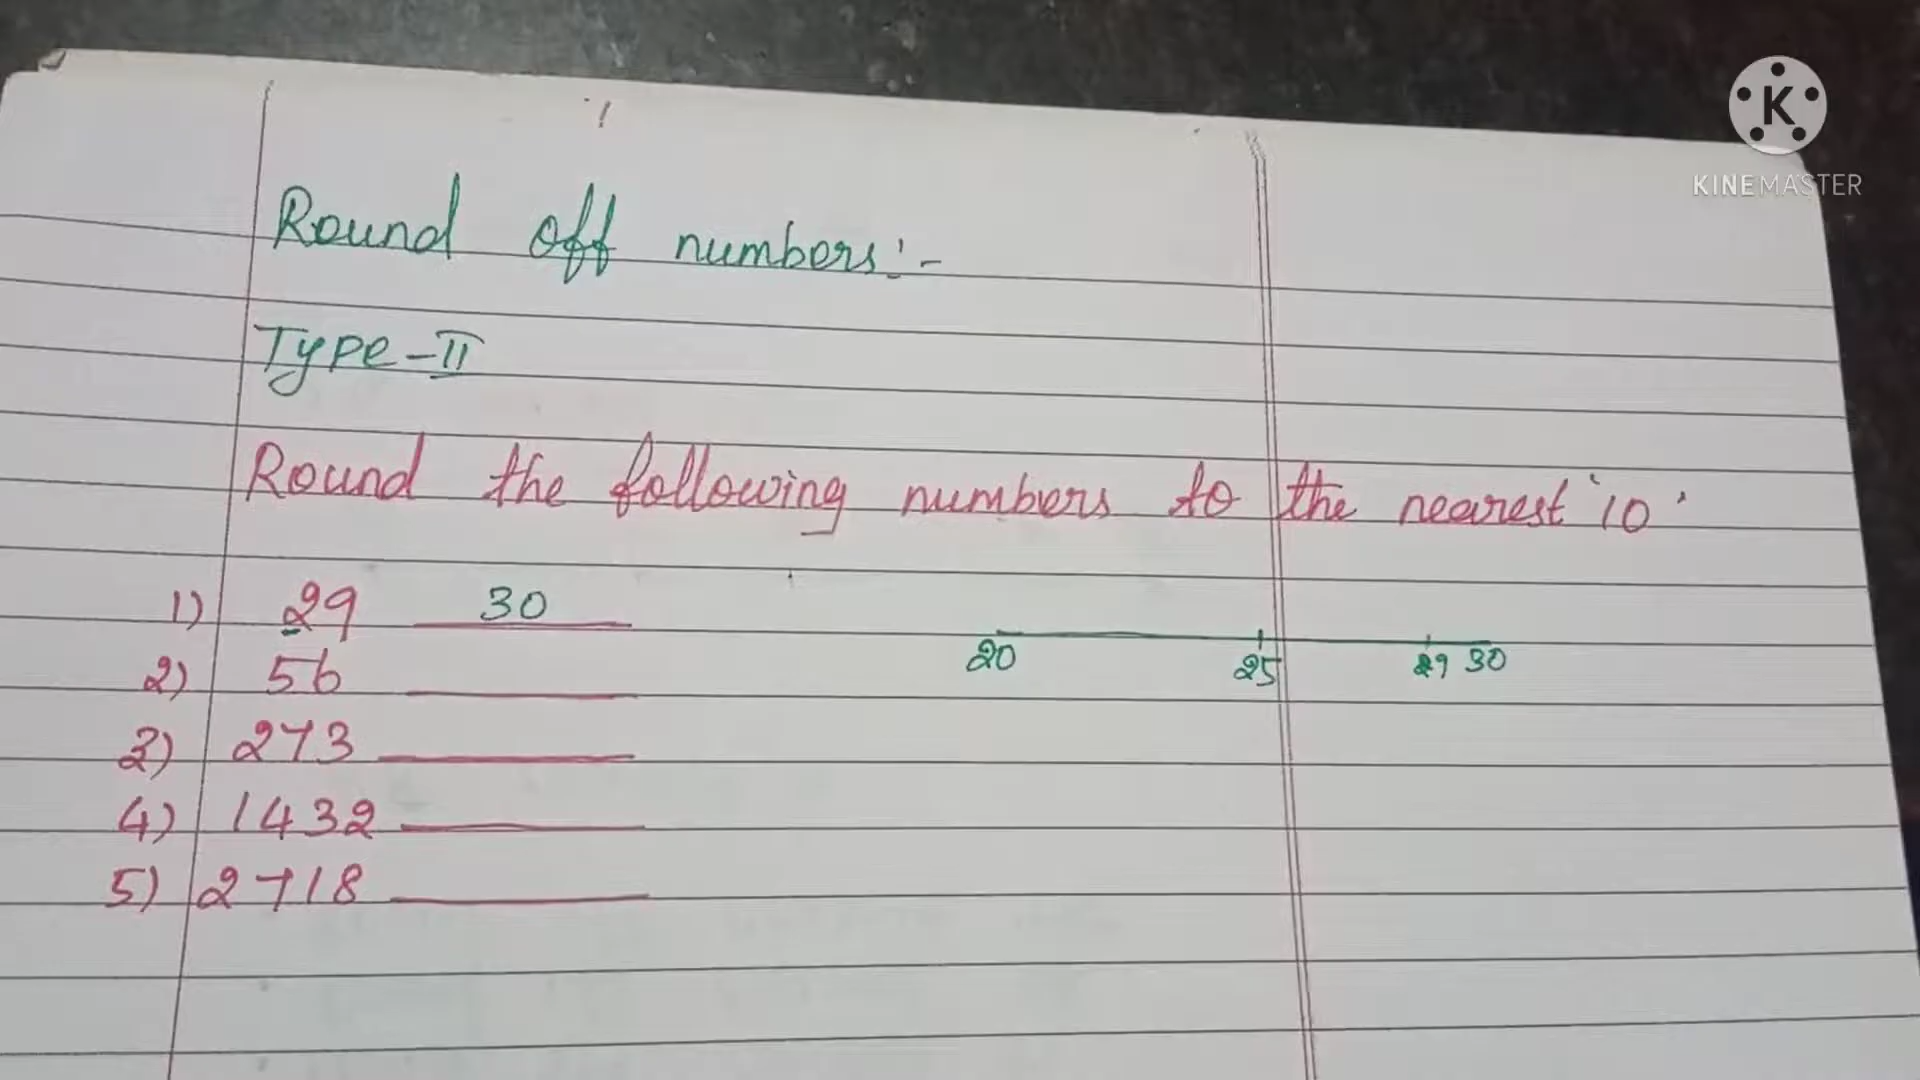 K
KINEMASTER
Round off numbers:-
Type-II
Round the following numbers to the nearest '10'
1) 29 30
20 25 29 30
2) 56
3) 273
4) 1432
5) 2718